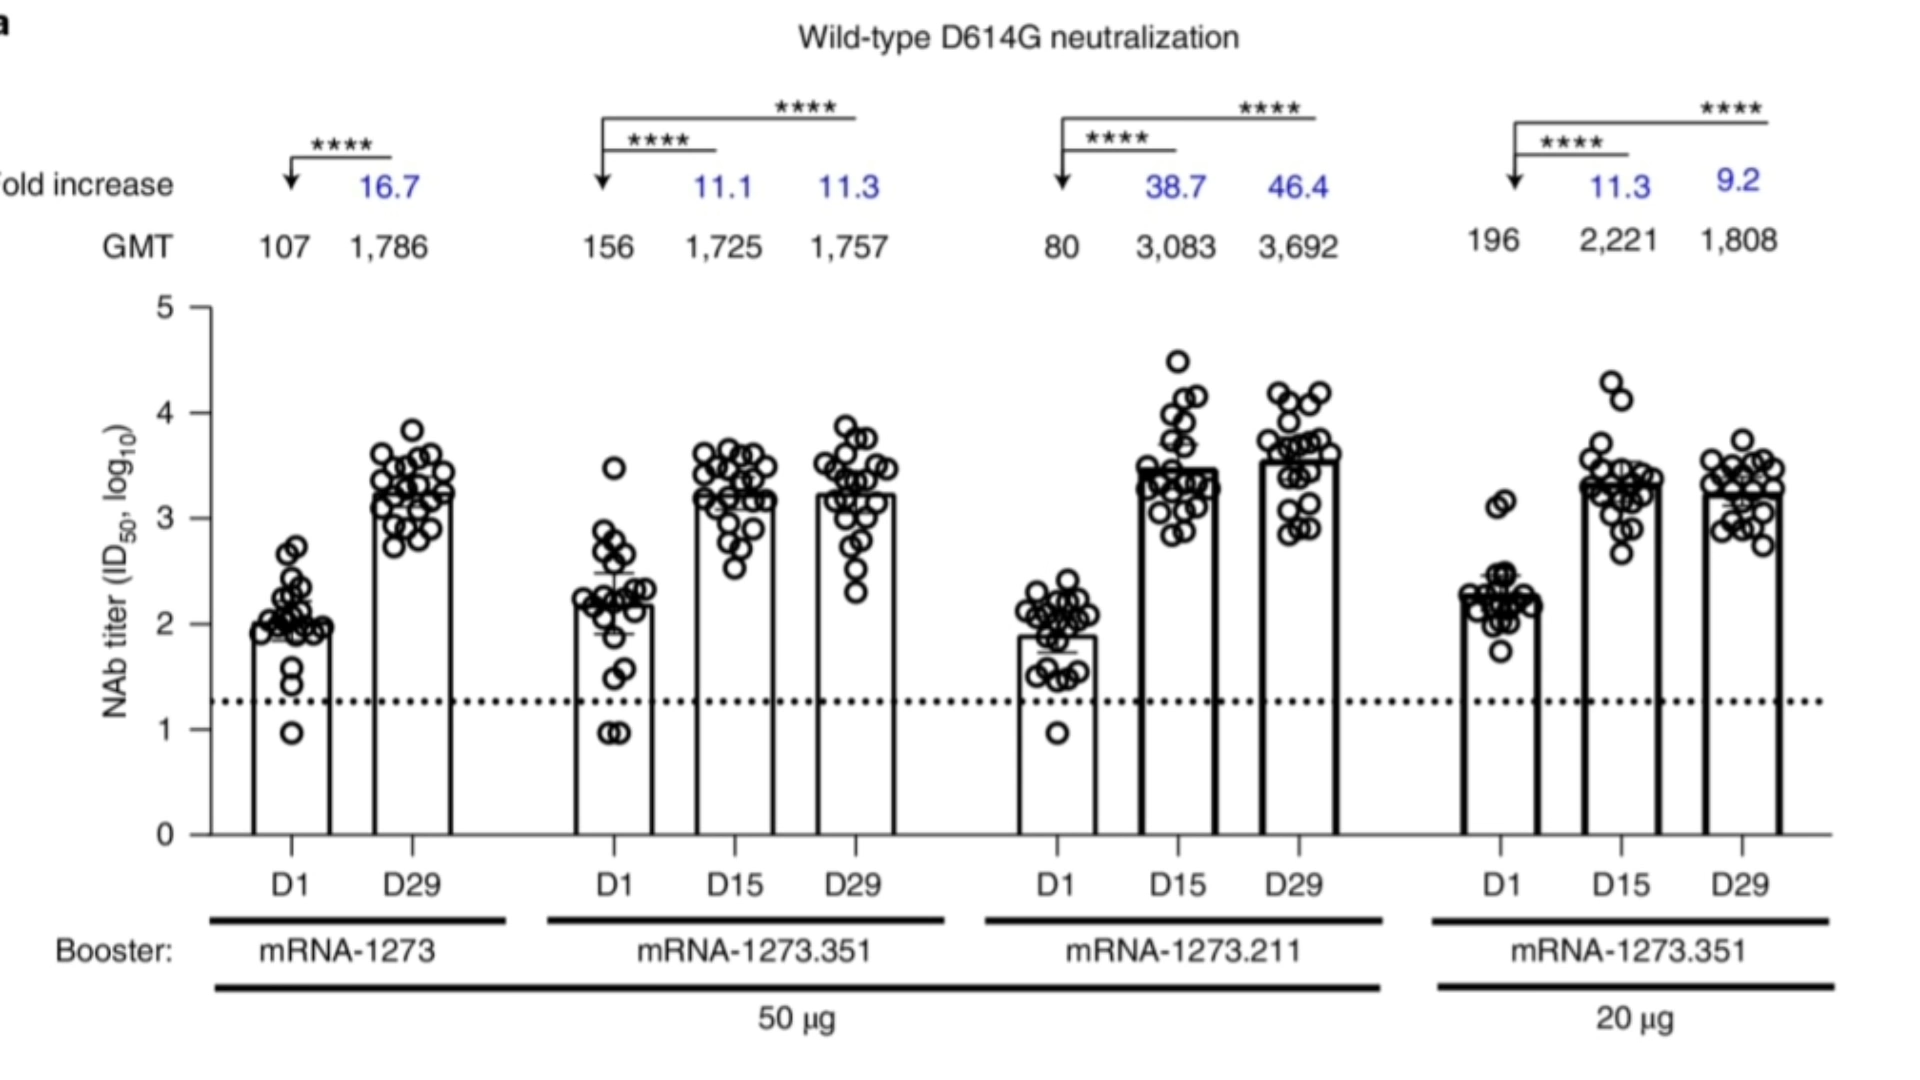 a
Wild-type D614G neutralization
**** **** **** **** **** **** ****
old increase 16.7 11.1 11.3 38.7 46.4 11.3 9.2
GMT 107 1,786 156 1,725 1,757 80 3,083 3,692 196 2,221 1,808
NAb titer (ID50, log10)
5
4
3
2
1
0
D1 D29 D1 D15 D29 D1 D15 D29 D1 D15 D29
Booster: mRNA-1273 mRNA-1273.351 mRNA-1273.211 mRNA-1273.351
50 µg 20 µg